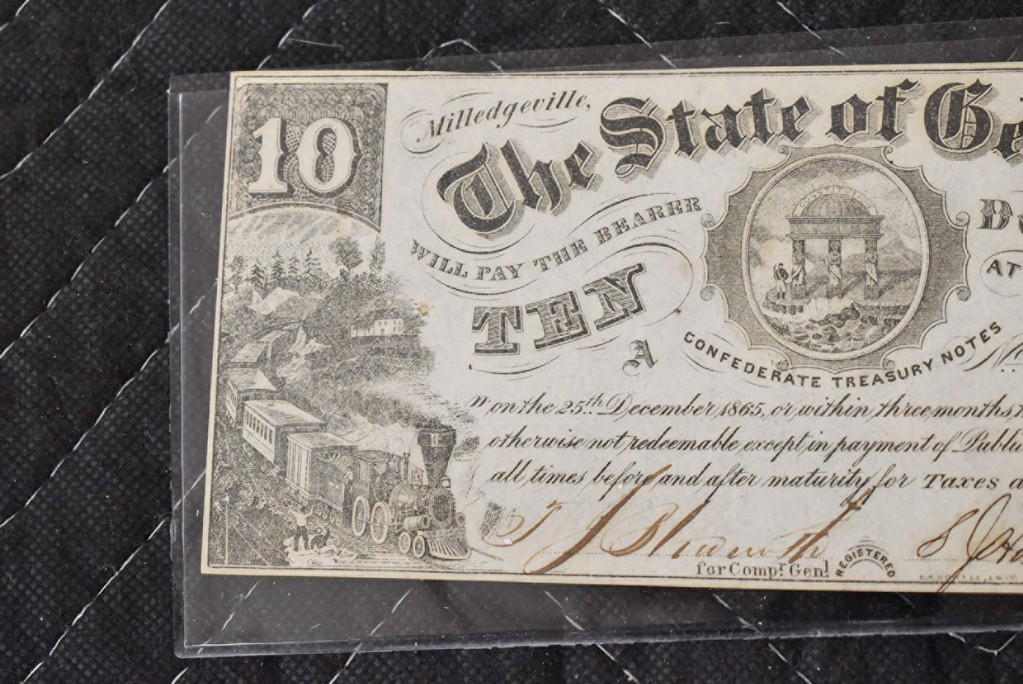 10
Milledgeville,
The State of Ge
WILL PAY THE BEARER
TEN
AT
A
CONFEDERATE TREASURY NOTES
on the 25th December 1865, or within three months
otherwise not redeemable except in payment of Public
all times before and after maturity for Taxes
for Compr. Genl.
REGISTERED